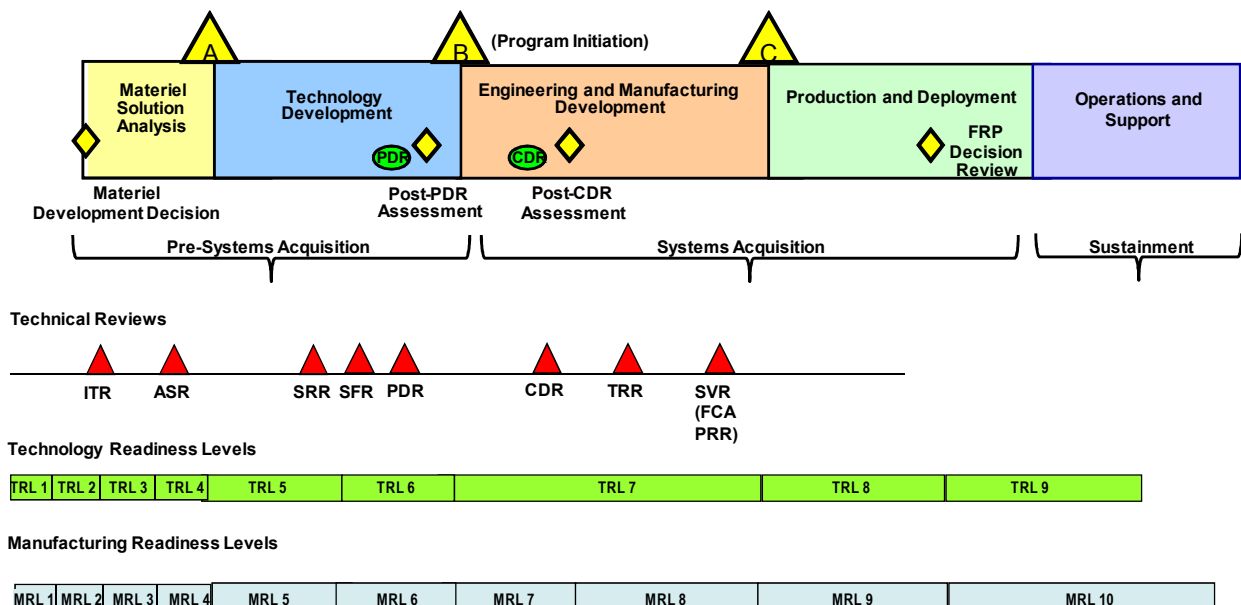 A
B
(Program Initiation)
C
Materiel
Solution
Analysis
Technology
Development
Engineering and Manufacturing
Development
Production and Deployment
Operations and
Support
PDR
CDR
FRP
Decision
Review
Materiel
Development Decision
Post-PDR
Assessment
Post-CDR
Assessment
Pre-Systems Acquisition
Systems Acquisition
Sustainment
Technical Reviews
ITR
ASR
SRR
SFR
PDR
CDR
TRR
SVR
(FCA
PRR)
Technology Readiness Levels
TRL 1
TRL 2
TRL 3
TRL 4
TRL 5
TRL 6
TRL 7
TRL 8
TRL 9
Manufacturing Readiness Levels
MRL 1
MRL 2
MRL 3
MRL 4
MRL 5
MRL 6
MRL 7
MRL 8
MRL 9
MRL 10